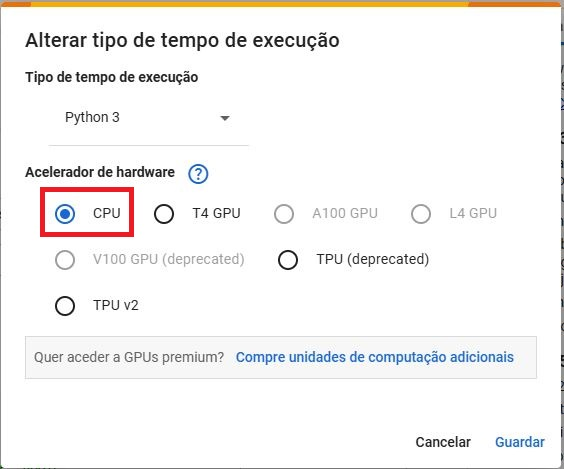 Alterar tipo de tempo de execução
Tipo de tempo de execução
Python 3
Acelerador de hardware ?
CPU T4 GPU A100 GPU L4 GPU
V100 GPU (deprecated) TPU (deprecated)
TPU v2
Quer aceder a GPUs premium? Compre unidades de computação adicionais
Cancelar Guardar